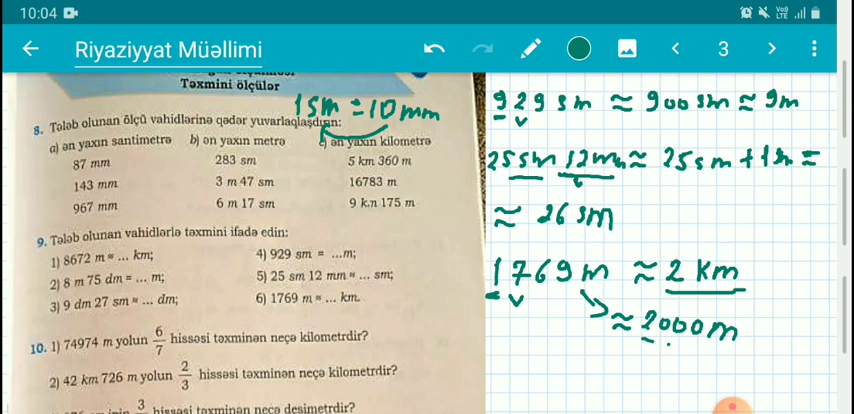 10:04
Vo))
LTE
Riyaziyyat Müəllimi
3
Təxmini ölçülər
1sm = 10mm
8. Tələb olunan ölçü vahidlərinə qədər yuvarlaqlaşdırın:
a) ən yaxın santimetrə b) ən yaxın metrə c) ən yaxın kilometrə
87 mm 283 sm 5 km 360 m
143 mm 3 m 47 sm 16783 m
967 mm 6 m 17 sm 9 km 175 m
9. Tələb olunan vahidlərlə təxmini ifadə edin:
1) 8672 m ≈ ... km; 4) 929 sm = ...m;
2) 8 m 75 dm = ... m; 5) 25 sm 12 mm ≈ ... sm;
3) 9 dm 27 sm ≈ ... dm; 6) 1769 m ≈ ... km.
10. 1) 74974 m yolun 6/7 hissəsi təxminən neçə kilometrdir?
2) 42 km 726 m yolun 2/3 hissəsi təxminən neçə kilometrdir?
3/ hissəsi təxminən neçə desimetrdir?
929 sm ≈ 900 sm ≈ 9m
25 sm 12 mm ≈ 25 sm + 1sm =
≈ 26 sm
1769 m ≈ 2 km
≈ 2000 m